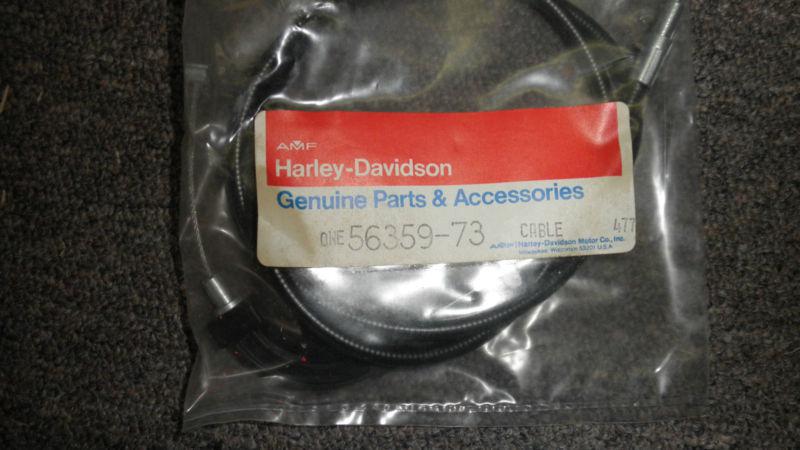 AMF
Harley-Davidson
Genuine Parts & Accessories
ONE 56359-73 CABLE 477
AMF | Harley-Davidson Motor Co., Inc.
Milwaukee, Wisconsin 53201 U.S.A.